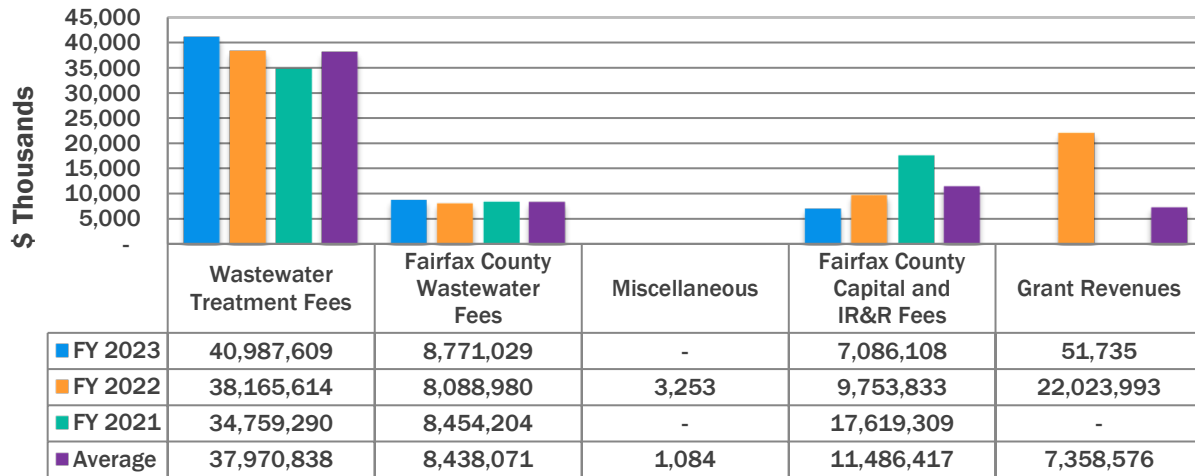 45,000
40,000
35,000
30,000
25,000
20,000
15,000
10,000
5,000
-
$ Thousands
Wastewater Treatment Fees
Fairfax County Wastewater Fees
Miscellaneous
Fairfax County Capital and IR&R Fees
Grant Revenues
FY 2023 40,987,609 8,771,029 - 7,086,108 51,735
FY 2022 38,165,614 8,088,980 3,253 9,753,833 22,023,993
FY 2021 34,759,290 8,454,204 - 17,619,309 -
Average 37,970,838 8,438,071 1,084 11,486,417 7,358,576